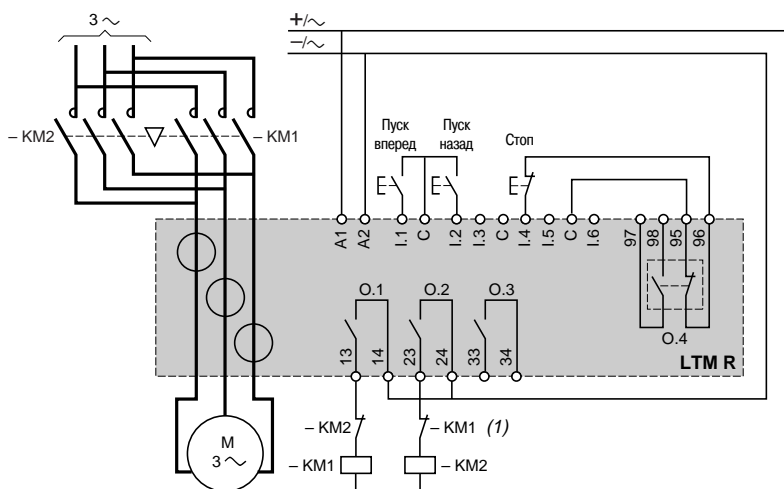 3 ~
+/~
–/~
Пуск вперед
Пуск назад
Стоп
– KM2
– KM1
A1
A2
I.1
C
I.2
I.3
C
I.4
I.5
C
I.6
97
98
95
96
O.1
O.2
O.3
O.4
13
14
23
24
33
34
LTM R
M
3 ~
– KM2
– KM1 (1)
– KM1
– KM2